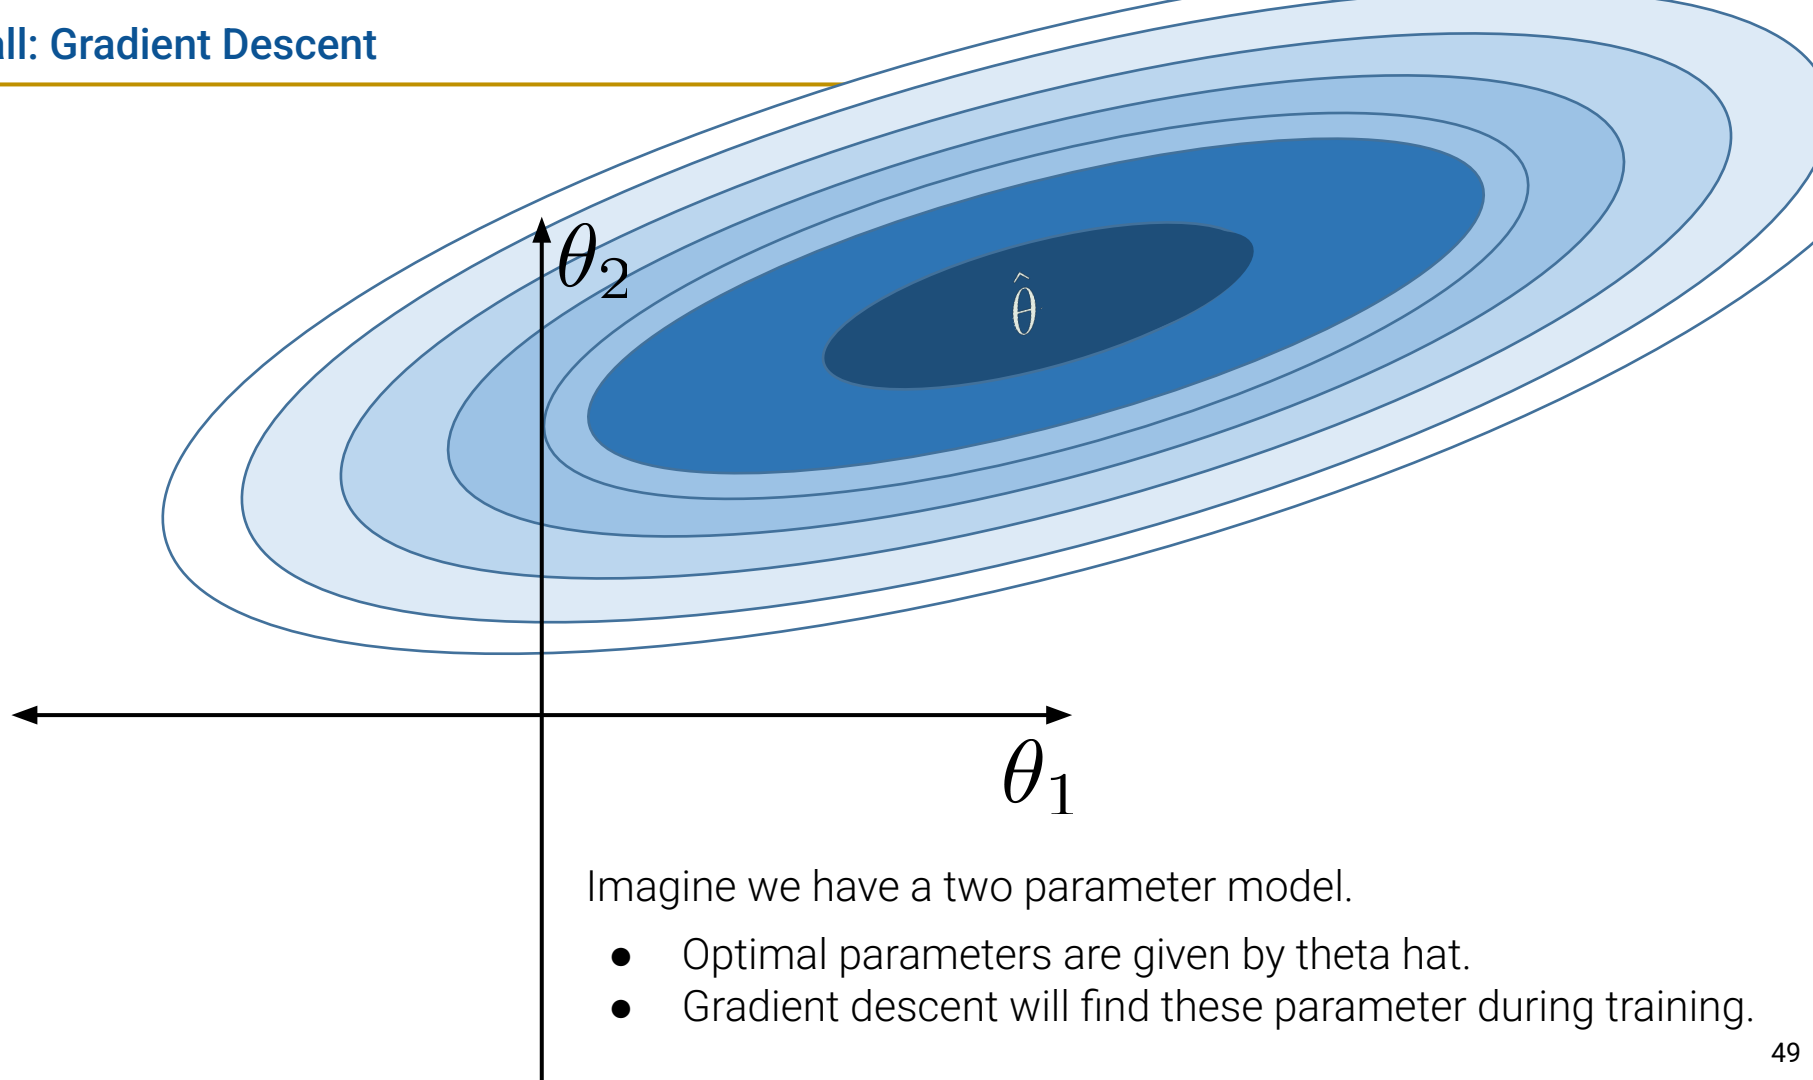 all: Gradient Descent
θ₂
θ̂
θ₁
Imagine we have a two parameter model.
● Optimal parameters are given by theta hat.
● Gradient descent will find these parameter during training.
49